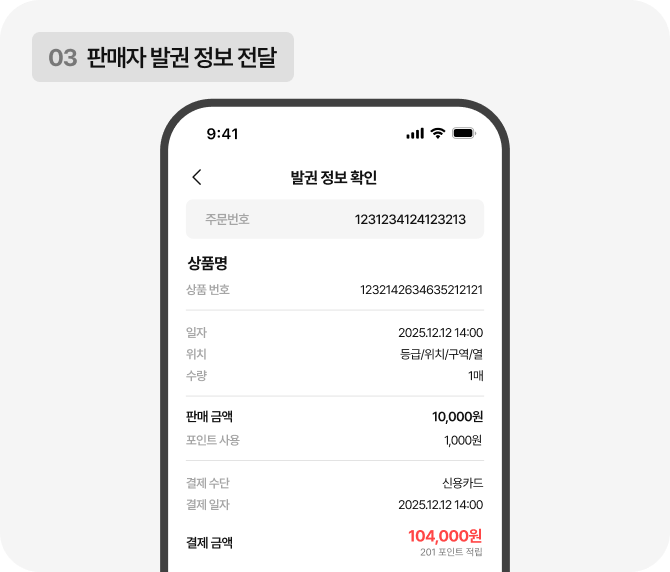 03 판매자 발권 정보 전달
9:41
발권 정보 확인
주문번호 1231234124123213
상품명
상품 번호 1232142634635212121
일자 2025.12.12 14:00
위치 등급/위치/구역/열
수량 1매
판매 금액 10,000원
포인트 사용 1,000원
결제 수단 신용카드
결제 일자 2025.12.12 14:00
결제 금액 104,000원
201 포인트 적립